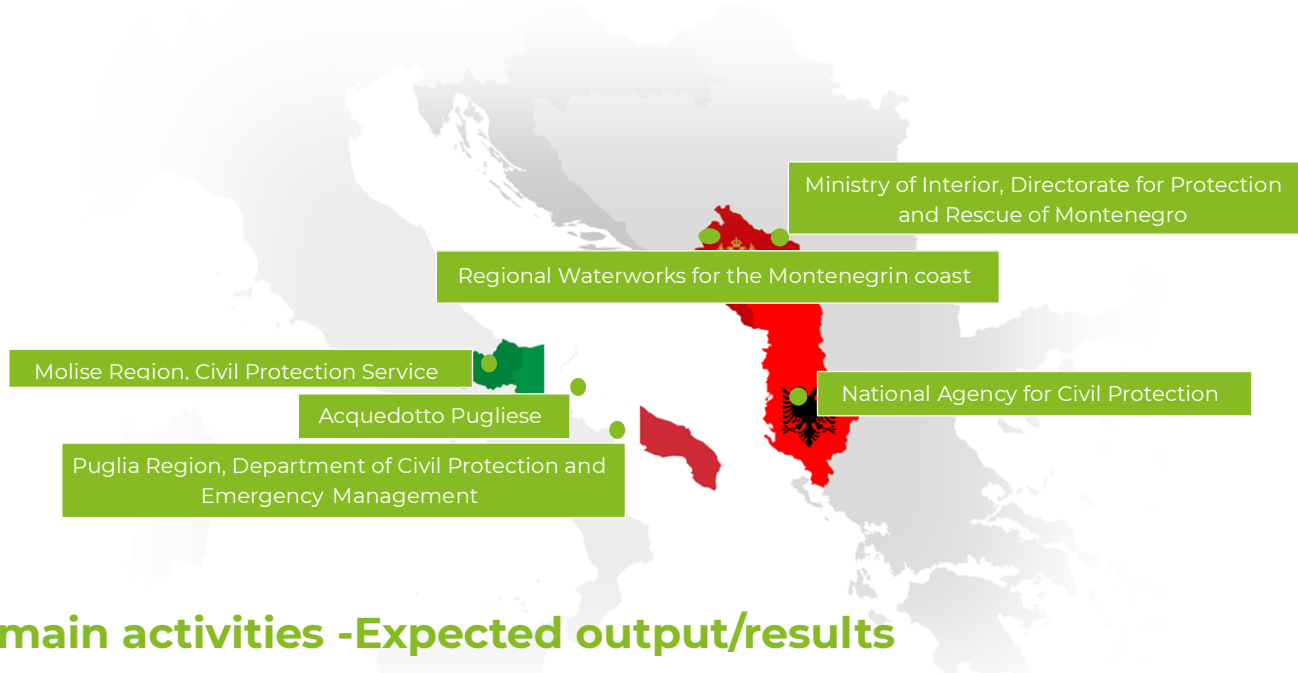 Ministry of Interior, Directorate for Protection
and Rescue of Montenegro
Regional Waterworks for the Montenegrin coast
Molise Region, Civil Protection Service
National Agency for Civil Protection
Acquedotto Pugliese
Puglia Region, Department of Civil Protection and
Emergency Management
main activities -Expected output/results